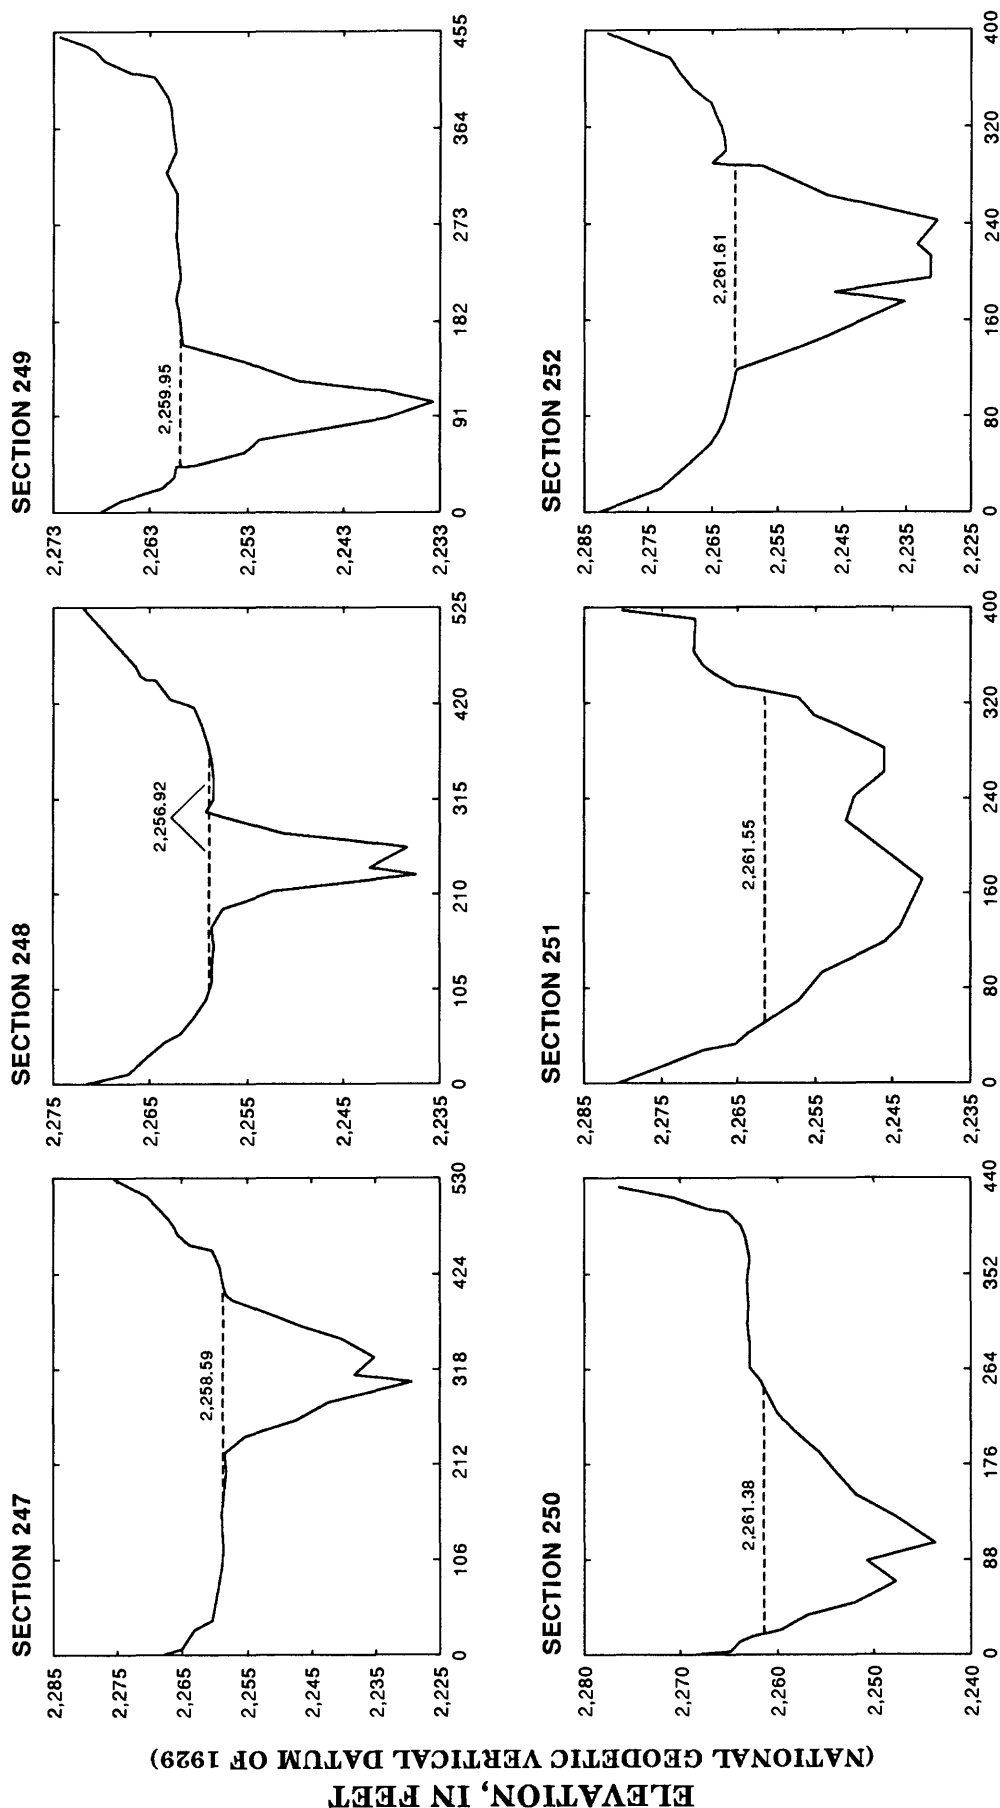 ELEVATION, IN FEET
(NATIONAL GEODETIC VERTICAL DATUM OF 1929)
SECTION 247
2,285
2,275
2,265
2,255
2,245
2,235
2,225
2,258.59
0 106 212 318 424 530
SECTION 248
2,275
2,265
2,255
2,245
2,235
2,256.92
0 105 210 315 420 525
SECTION 249
2,273
2,263
2,253
2,243
2,233
2,259.95
0 91 182 273 364 455
SECTION 250
2,280
2,270
2,260
2,250
2,240
2,261.38
0 88 176 264 352 440
SECTION 251
2,285
2,275
2,265
2,255
2,245
2,235
2,261.55
0 80 160 240 320 400
SECTION 252
2,285
2,275
2,265
2,255
2,245
2,235
2,225
2,261.61
0 80 160 240 320 400